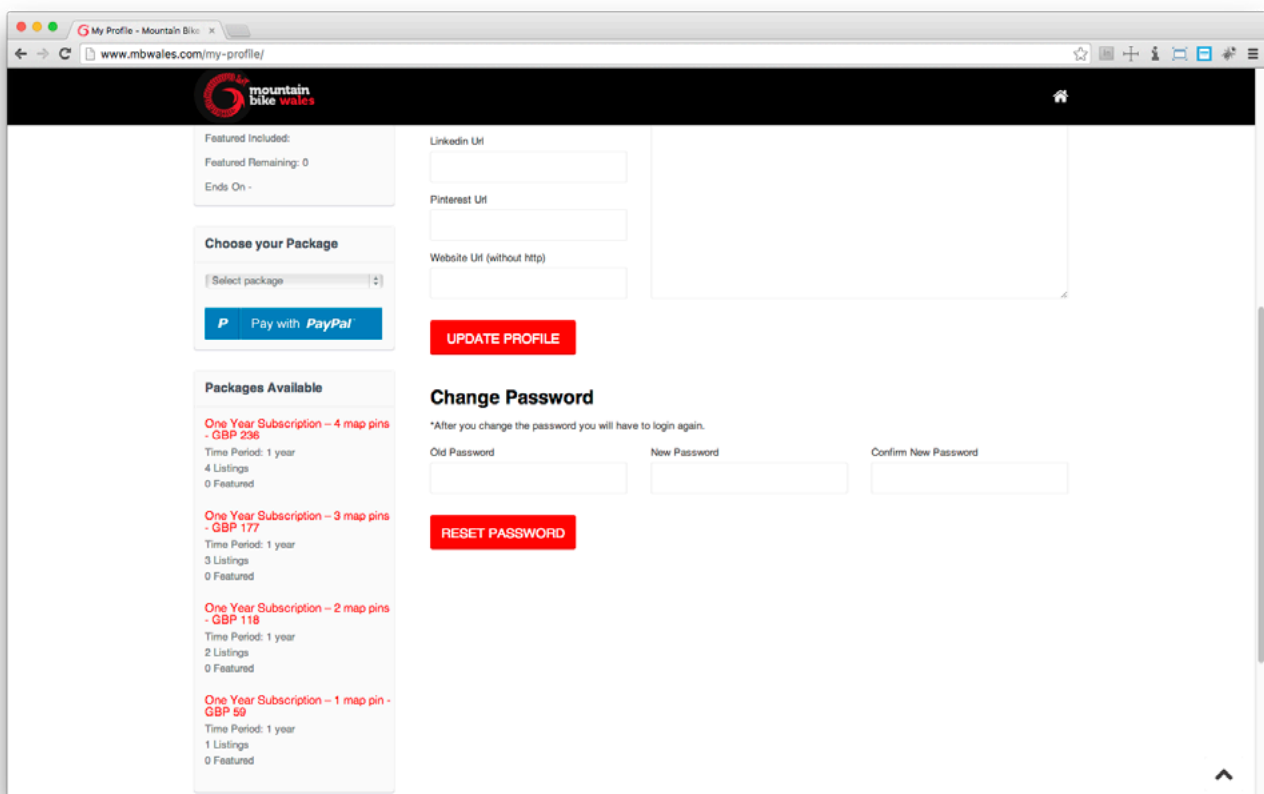 My Profile - Mountain Bike
www.mbwales.com/my-profile/
mountain
bike wales
Featured Included:
Featured Remaining: 0
Ends On -
Choose your Package
Select package
P Pay with PayPal
Packages Available
One Year Subscription – 4 map pins
- GBP 236
Time Period: 1 year
4 Listings
0 Featured
One Year Subscription – 3 map pins
- GBP 177
Time Period: 1 year
3 Listings
0 Featured
One Year Subscription – 2 map pins
- GBP 118
Time Period: 1 year
2 Listings
0 Featured
One Year Subscription – 1 map pin -
GBP 59
Time Period: 1 year
1 Listings
0 Featured
Linkedin Url
Pinterest Url
Website Url (without http)
UPDATE PROFILE
Change Password
*After you change the password you will have to login again.
Old Password
New Password
Confirm New Password
RESET PASSWORD